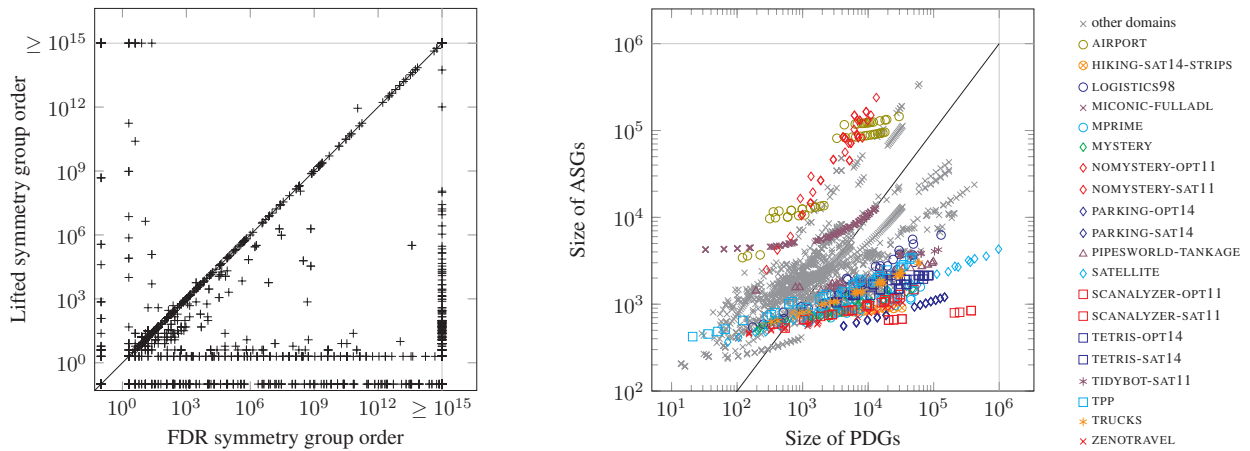 Lifted symmetry group order
≥ 10^15
10^12
10^9
10^6
10^3
10^0
10^0 10^3 10^6 10^9 10^12 ≥ 10^15
FDR symmetry group order
Size of ASGs
10^6
10^5
10^4
10^3
10^2
10^1 10^2 10^3 10^4 10^5 10^6
Size of PDGs
other domains
AIRPORT
HIKING-SAT14-STRIPS
LOGISTICS98
MICONIC-FULLADL
MPRIME
MYSTERY
NOMYSTERY-OPT11
NOMYSTERY-SAT11
PARKING-OPT14
PARKING-SAT14
PIPESWORLD-TANKAGE
SATELLITE
SCANALYZER-OPT11
SCANALYZER-SAT11
TETRIS-OPT14
TETRIS-SAT14
TIDYBOT-SAT11
TPP
TRUCKS
ZENOTRAVEL